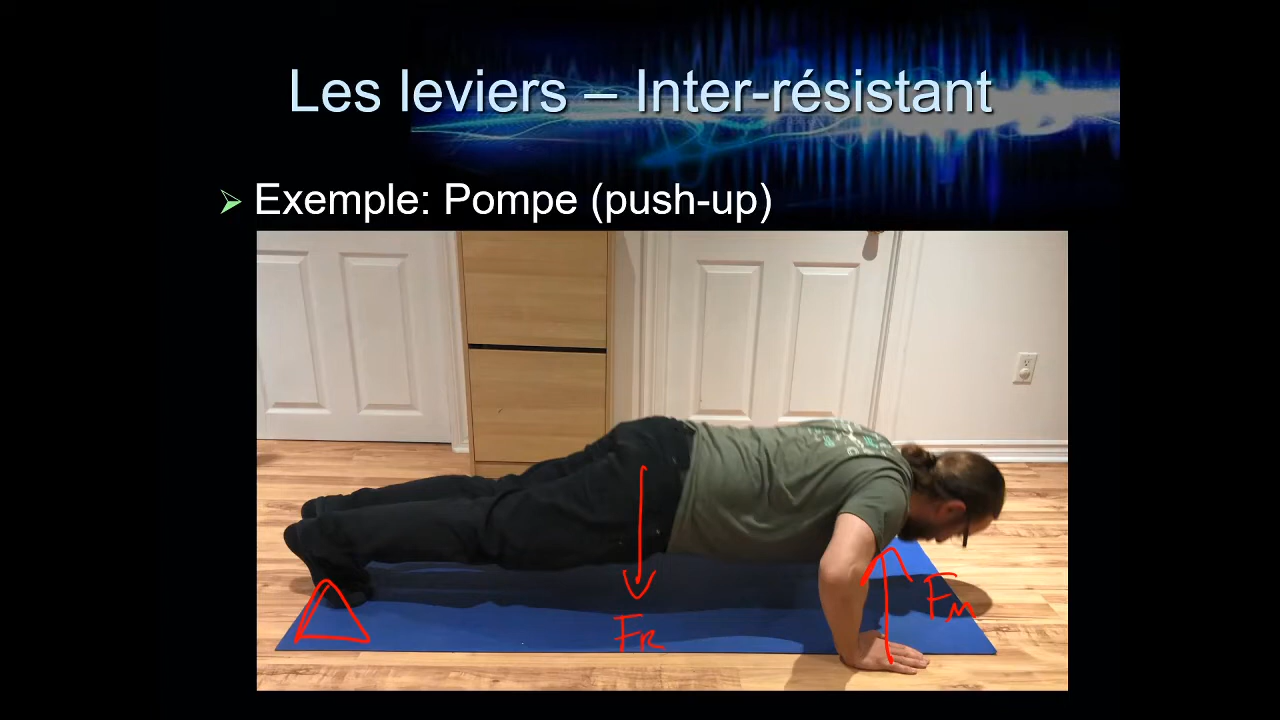 Les leviers – Inter-résistant
Exemple: Pompe (push-up)
FR
FM